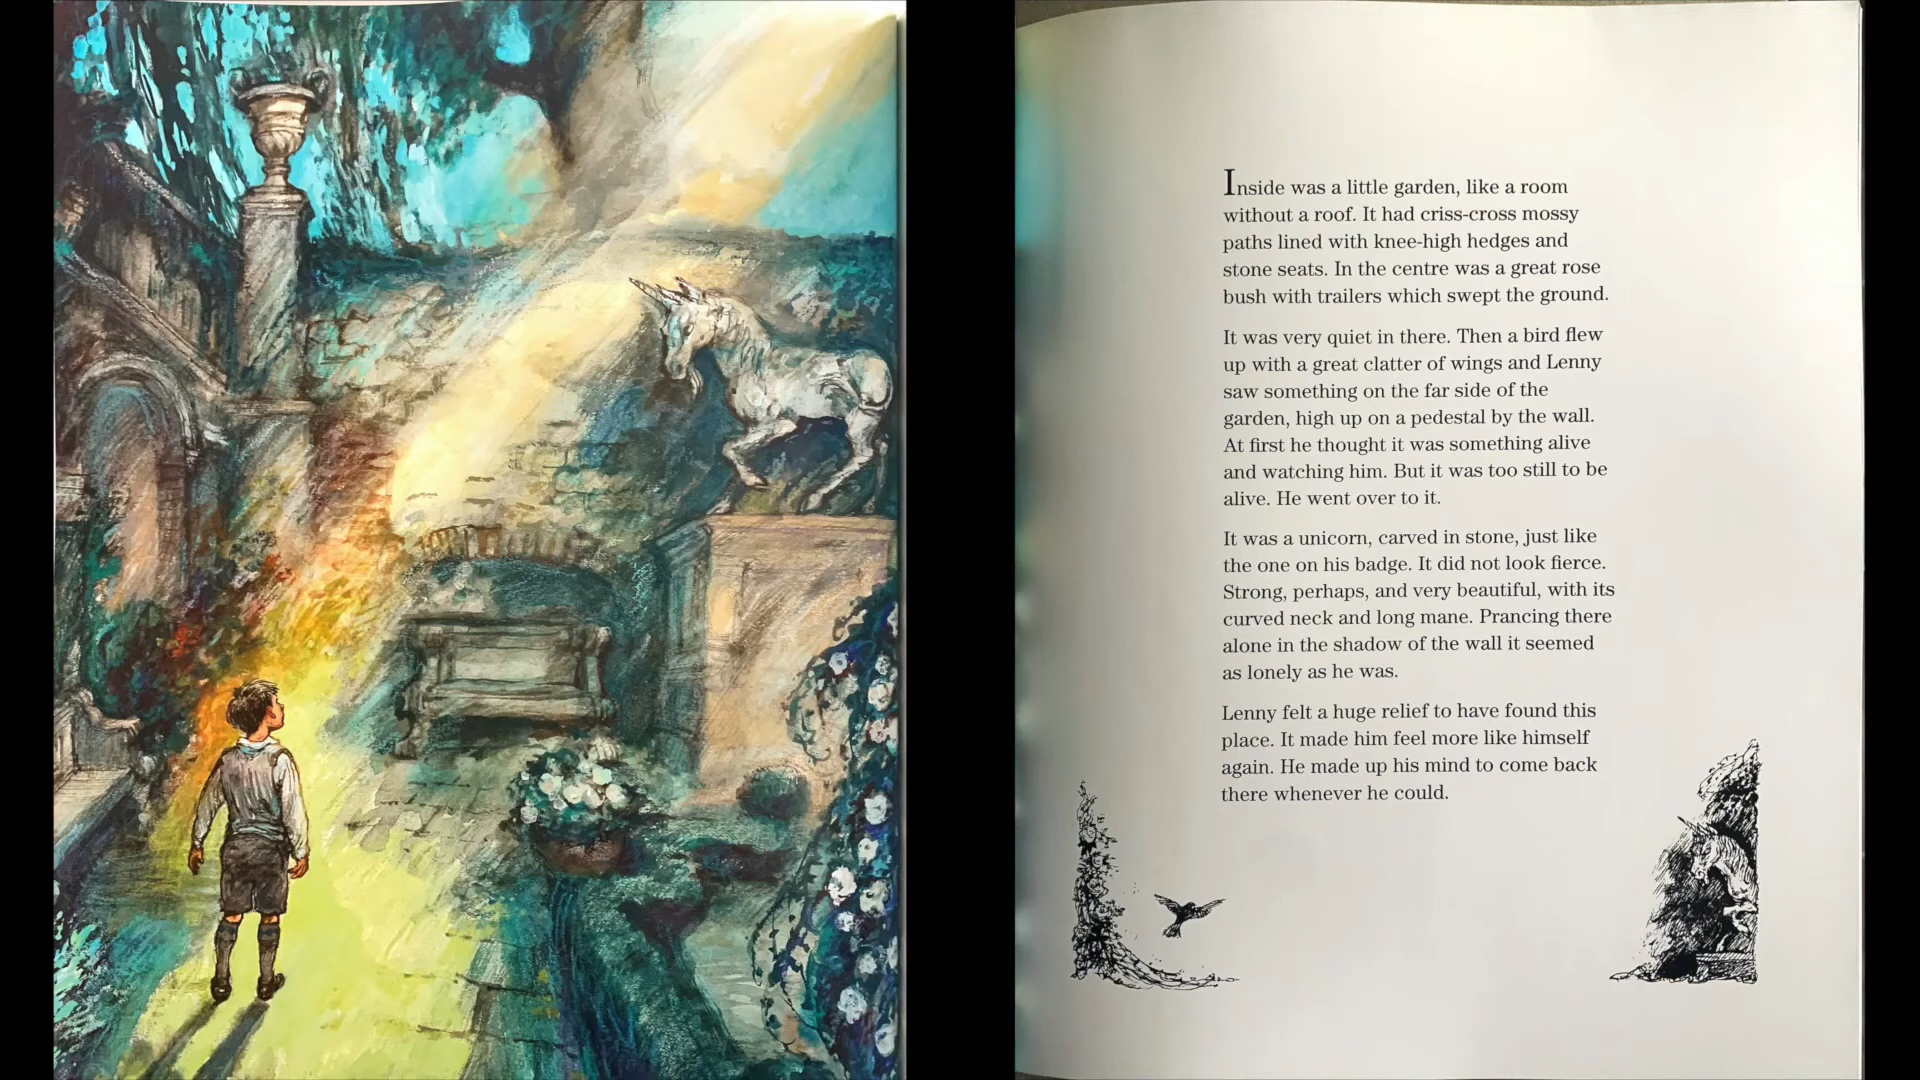 Inside was a little garden, like a room
without a roof. It had criss-cross mossy
paths lined with knee-high hedges and
stone seats. In the centre was a great rose
bush with trailers which swept the ground.
It was very quiet in there. Then a bird flew
up with a great clatter of wings and Lenny
saw something on the far side of the
garden, high up on a pedestal by the wall.
At first he thought it was something alive
and watching him. But it was too still to be
alive. He went over to it.
It was a unicorn, carved in stone, just like
the one on his badge. It did not look fierce.
Strong, perhaps, and very beautiful, with its
curved neck and long mane. Prancing there
alone in the shadow of the wall it seemed
as lonely as he was.
Lenny felt a huge relief to have found this
place. It made him feel more like himself
again. He made up his mind to come back
there whenever he could.